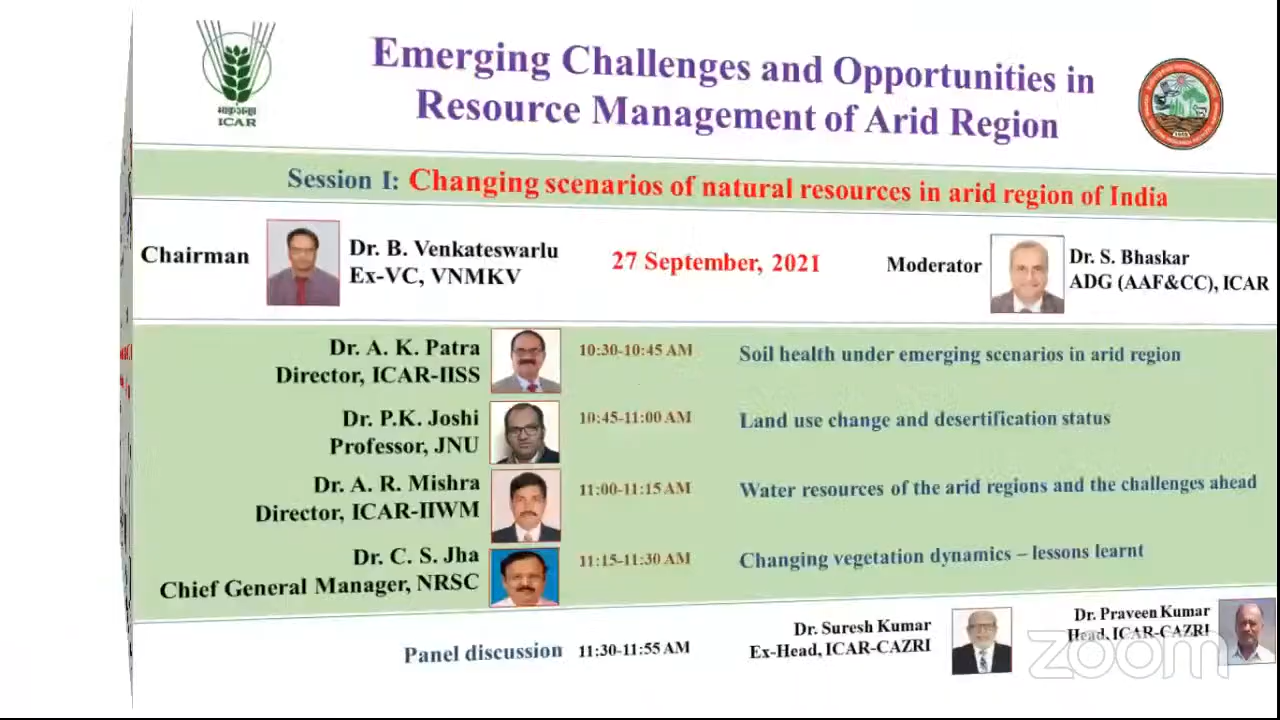 भाकृअनुप
ICAR
Emerging Challenges and Opportunities in
Resource Management of Arid Region
Session I: Changing scenarios of natural resources in arid region of India
Chairman
Dr. B. Venkateswarlu
Ex-VC, VNMKV
27 September, 2021
Moderator
Dr. S. Bhaskar
ADG (AAF&CC), ICAR
Dr. A. K. Patra
Director, ICAR-IISS
10:30-10:45 AM
Soil health under emerging scenarios in arid region
Dr. P.K. Joshi
Professor, JNU
10:45-11:00 AM
Land use change and desertification status
Dr. A. R. Mishra
Director, ICAR-IIWM
11:00-11:15 AM
Water resources of the arid regions and the challenges ahead
Dr. C. S. Jha
Chief General Manager, NRSC
11:15-11:30 AM
Changing vegetation dynamics – lessons learnt
Panel discussion
11:30-11:55 AM
Dr. Suresh Kumar
Ex-Head, ICAR-CAZRI
Dr. Praveen Kumar
Head, ICAR-CAZRI
zoom